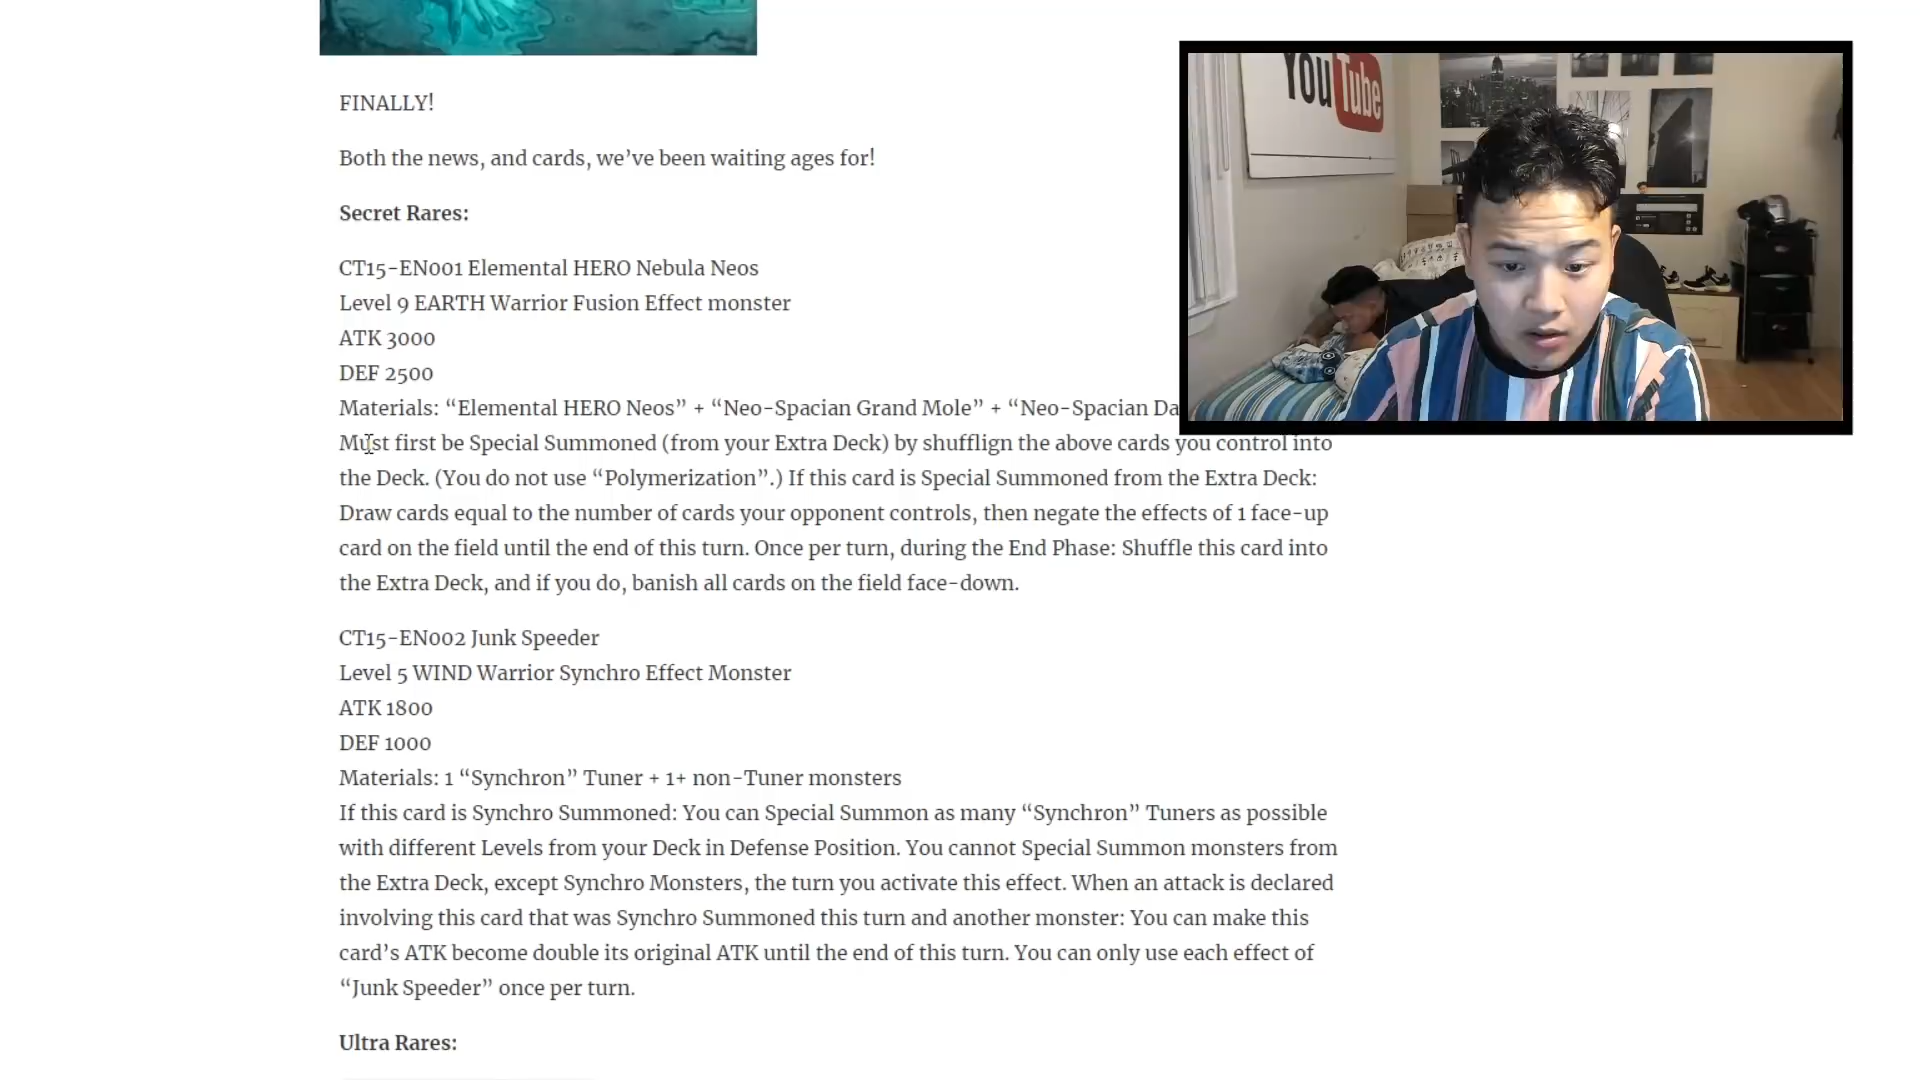 FINALLY!
Both the news, and cards, we’ve been waiting ages for!
Secret Rares:
CT15-EN001 Elemental HERO Nebula Neos
Level 9 EARTH Warrior Fusion Effect monster
ATK 3000
DEF 2500
Materials: “Elemental HERO Neos” + “Neo-Spacian Grand Mole” + “Neo-Spacian Da
Must first be Special Summoned (from your Extra Deck) by shufflign the above cards you control into
the Deck. (You do not use “Polymerization”.) If this card is Special Summoned from the Extra Deck:
Draw cards equal to the number of cards your opponent controls, then negate the effects of 1 face-up
card on the field until the end of this turn. Once per turn, during the End Phase: Shuffle this card into
the Extra Deck, and if you do, banish all cards on the field face-down.
CT15-EN002 Junk Speeder
Level 5 WIND Warrior Synchro Effect Monster
ATK 1800
DEF 1000
Materials: 1 “Synchron” Tuner + 1+ non-Tuner monsters
If this card is Synchro Summoned: You can Special Summon as many “Synchron” Tuners as possible
with different Levels from your Deck in Defense Position. You cannot Special Summon monsters from
the Extra Deck, except Synchro Monsters, the turn you activate this effect. When an attack is declared
involving this card that was Synchro Summoned this turn and another monster: You can make this
card’s ATK become double its original ATK until the end of this turn. You can only use each effect of
“Junk Speeder” once per turn.
Ultra Rares:
YouTube